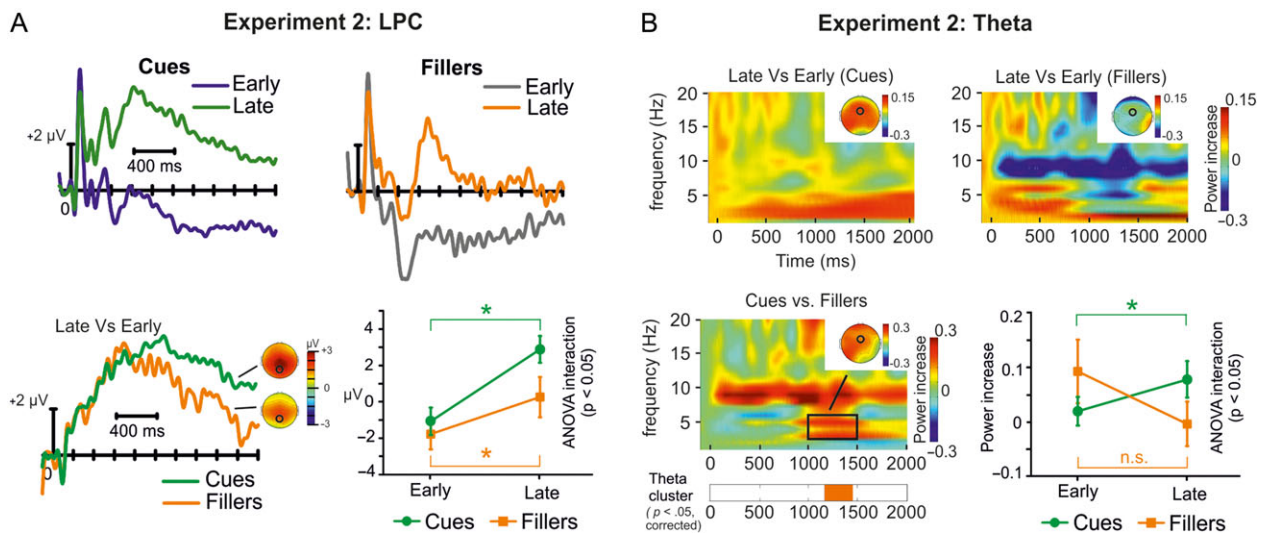 A
Experiment 2: LPC
Cues
Early
Late
+2 µV
400 ms
0
Fillers
Early
Late
Late Vs Early
+2 µV
400 ms
0
µV
+3
0
−3
Cues
Fillers
µV
4
2
0
−2
−4
*
*
Early
Late
ANOVA interaction
(p < 0.05)
Cues
Fillers
B
Experiment 2: Theta
Late Vs Early (Cues)
frequency (Hz)
20
15
10
5
0.15
−0.3
0 500 1000 1500 2000
Time (ms)
Late Vs Early (Fillers)
20
15
10
5
0.15
−0.3
0 500 1000 1500 2000
Power increase
0.15
0
−0.3
Cues vs. Fillers
frequency (Hz)
20
15
10
5
0.3
−0.3
0 500 1000 1500 2000
Power increase
0.3
0
−0.3
Theta
cluster
( p < .05,
corrected)
0 500 1000 1500 2000
Power increase
0.2
0.1
0
−0.1
*
n.s.
Early
Late
ANOVA interaction
(p < 0.05)
Cues
Fillers